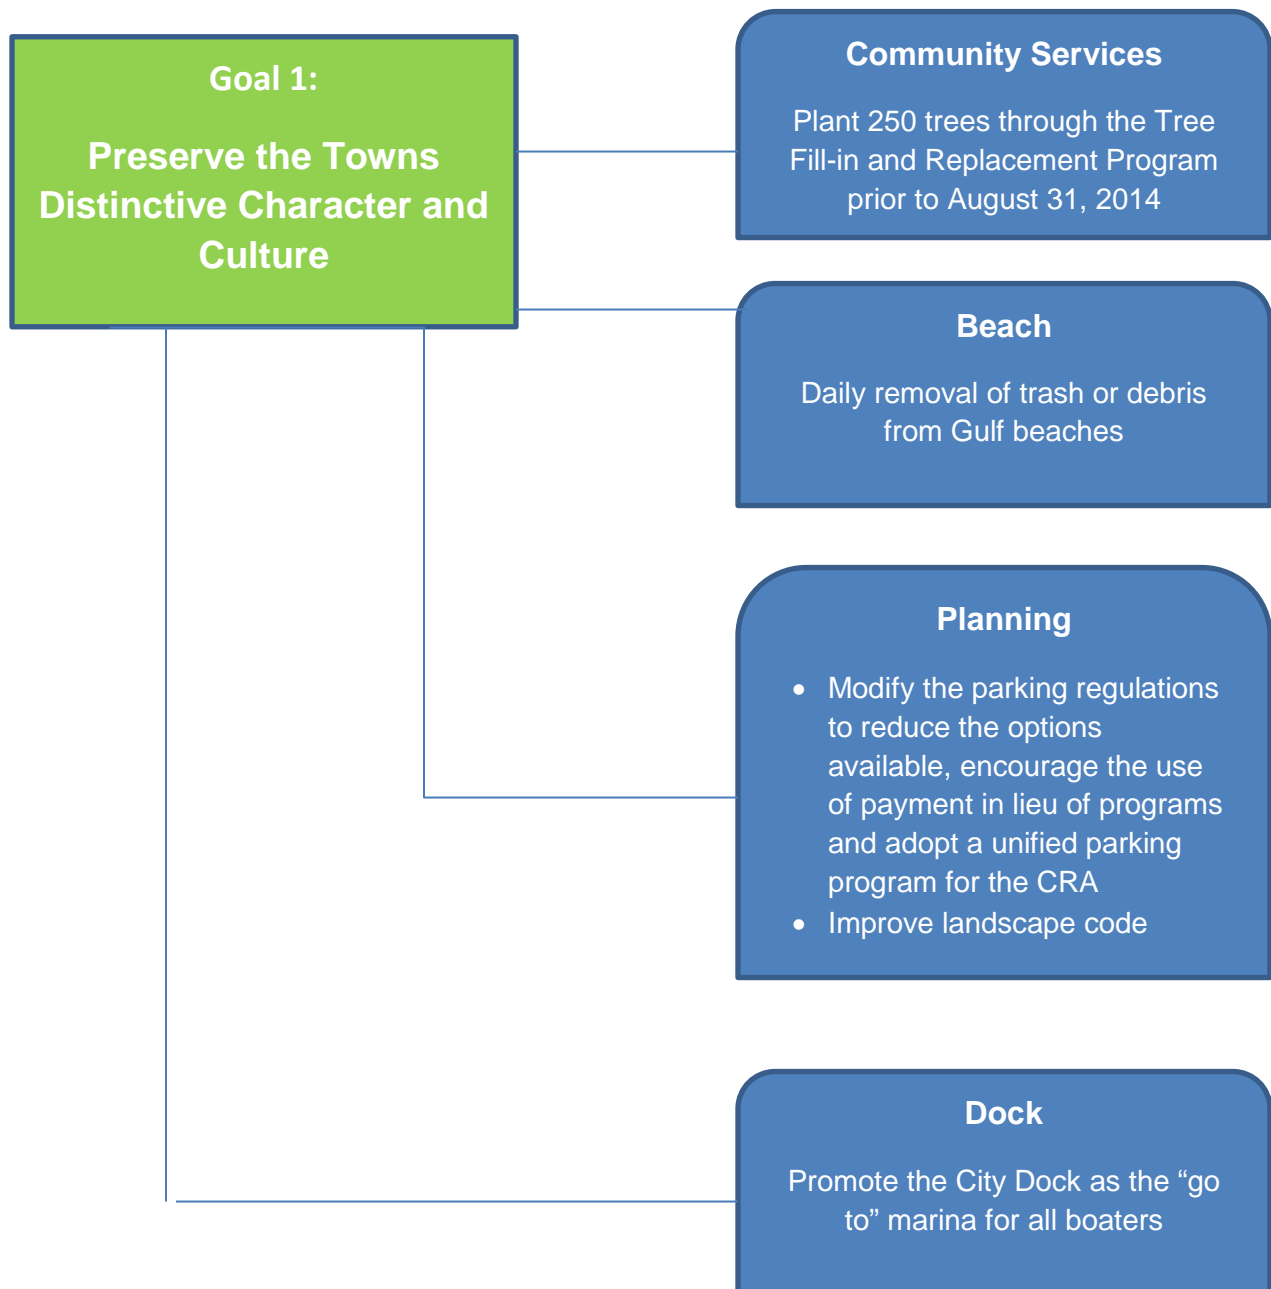 Goal 1:
Preserve the Towns
Distinctive Character and
Culture
Community Services
Plant 250 trees through the Tree
Fill-in and Replacement Program
prior to August 31, 2014
Beach
Daily removal of trash or debris
from Gulf beaches
Planning
• Modify the parking regulations
to reduce the options
available, encourage the use
of payment in lieu of programs
and adopt a unified parking
program for the CRA
• Improve landscape code
Dock
Promote the City Dock as the “go
to” marina for all boaters